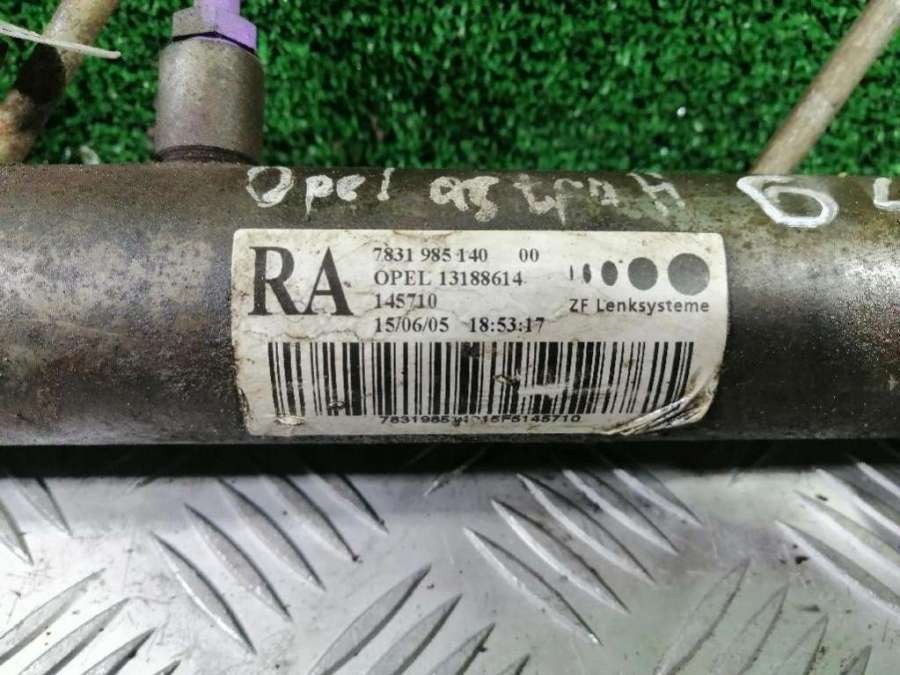 Opel astra H
RA
7831 985 140 00
OPEL 13188614
145710
15/06/05 18:53:17
ZF Lenksysteme